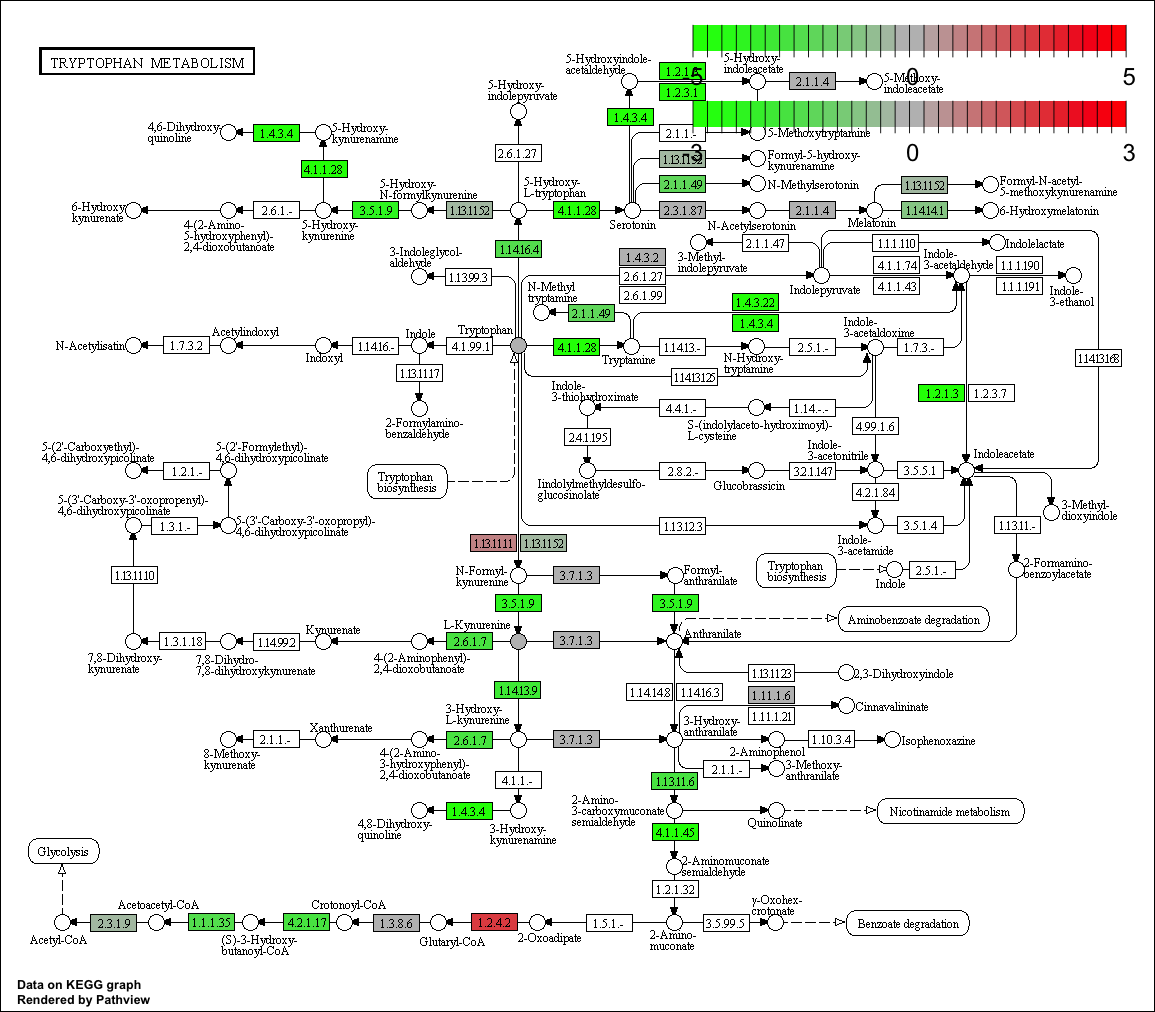 TRYPTOPHAN METABOLISM
-5
0
5
-3
0
3
5-Hydroxyindole-
acetaldehyde
1.2.1.3
1.2.3.1
5-Hydroxy-
indoleacetate
2.1.1.4
5-Methoxy-
indoleacetate
5-Hydroxy-
indolepyruvate
1.4.3.4
2.1.1.-
5-Methoxytryptamine
4,6-Dihydroxy-
quinoline
1.4.3.4
5-Hydroxy-
kynurenamine
2.6.1.27
1.13.11.52
Formyl-5-hydroxy-
kynurenamine
4.1.1.28
5-Hydroxy-
N-formylkynurenine
5-Hydroxy-
L-tryptophan
2.1.1.49
N-Methylserotonin
1.13.11.52
Formyl-N-acetyl-
5-methoxykynurenamine
6-Hydroxy
kynurenate
2.6.1.-
3.5.1.9
1.13.11.52
4.1.1.28
2.3.1.87
2.1.1.4
1.14.14.1
6-Hydroxymelatonin
4-(2-Amino-
5-hydroxyphenyl)-
2,4-dioxobutanoate
5-Hydroxy-
kynurenine
Serotonin
N-Acetylserotonin
Melatonin
1.14.16.4
3-Indoleglycol-
aldehyde
1.13.99.3
1.4.3.2
2.6.1.27
2.6.1.99
3-Methyl-
indolepyruvate
2.1.1.47
1.1.1.110
Indolelactate
Indole-
3-acetaldehyde
4.1.1.74
4.1.1.43
1.1.1.190
1.1.1.191
Indolepyruvate
Indole-
3-ethanol
N-Methyl
tryptamine
2.1.1.49
1.4.3.22
1.4.3.4
Indole-
3-acetaldoxime
N-Acetylisatin
1.7.3.2
Acetylindoxyl
Indoxyl
1.14.16.-
Indole
4.1.99.1
Tryptophan
4.1.1.28
Tryptamine
1.14.13.-
N-Hydroxy-
tryptamine
2.5.1.-
1.7.3.-
1.14.13.168
1.13.11.17
1.14.13.125
2-Formylamino-
benzaldehyde
Indole-
3-thiohydroximate
4.4.1.-
1.14.-.-
S-(indolylaceto-hydroximoyl)-
L-cysteine
1.2.1.3
1.2.3.7
2.4.1.195
4.99.1.6
5-(2'-Carboxyethyl)-
4,6-dihydroxypicolinate
5-(2'-Formylethyl)-
4,6-dihydroxypicolinate
1.2.1.-
Tryptophan
biosynthesis
Indole-
3-acetonitrile
Indoleacetate
2.8.2.-
3.2.1.147
3.5.5.1
Iindolylmethyldesulfo-
glucosinolate
Glucobrassicin
4.2.1.84
5-(3'-Carboxy-3'-oxopropenyl)-
4,6-dihydroxypicolinate
1.3.1.-
5-(3'-Carboxy-3'-oxopropyl)-
4,6-dihydroxypicolinate
1.13.12.3
3.5.1.4
1.13.11.-
3-Methyl-
dioxyindole
Indole-
3-acetamide
1.13.11.11
1.13.11.52
1.13.11.10
N-Formyl-
kynurenine
3.7.1.3
Formyl-
anthranilate
Tryptophan
biosynthesis
Indole
2.5.1.-
2-Formamino-
benzoylacetate
3.5.1.9
3.5.1.9
Aminobenzoate degradation
L-Kynurenine
Anthranilate
7,8-Dihydroxy-
kynurenate
1.3.1.18
7,8-Dihydro-
7,8-dihydroxykynurenate
1.14.99.2
Kynurenate
4-(2-Aminophenyl)-
2,4-dioxobutanoate
2.6.1.7
3.7.1.3
1.13.11.23
2,3-Dihydroxyindole
1.14.13.9
1.14.14.8
1.14.16.3
1.11.1.6
1.11.1.21
Cinnavalininate
3-Hydroxy-
L-kynurenine
3-Hydroxy-
anthranilate
8-Methoxy-
kynurenate
2.1.1.-
Xanthurenate
4-(2-Amino-
3-hydroxyphenyl)-
2,4-dioxobutanoate
2.6.1.7
3.7.1.3
2-Aminophenol
1.10.3.4
Isophenoxazine
2.1.1.-
3-Methoxy-
anthranilate
4.1.1.-
1.13.11.6
4,8-Dihydroxy-
quinoline
1.4.3.4
3-Hydroxy-
kynurenamine
2-Amino-
3-carboxymuconate
semialdehyde
Quinolinate
Nicotinamide metabolism
4.1.1.45
Glycolysis
2-Aminomuconate
semialdehyde
1.2.1.32
Acetyl-CoA
2.3.1.9
Acetoacetyl-CoA
1.1.1.35
(S)-3-Hydroxy-
butanoyl-CoA
4.2.1.17
Crotonoyl-CoA
1.3.8.6
Glutaryl-CoA
1.2.4.2
2-Oxoadipate
1.5.1.-
2-Amino-
muconate
3.5.99.5
γ-Oxohex-
crotonate
Benzoate degradation
Data on KEGG graph
Rendered by Pathview